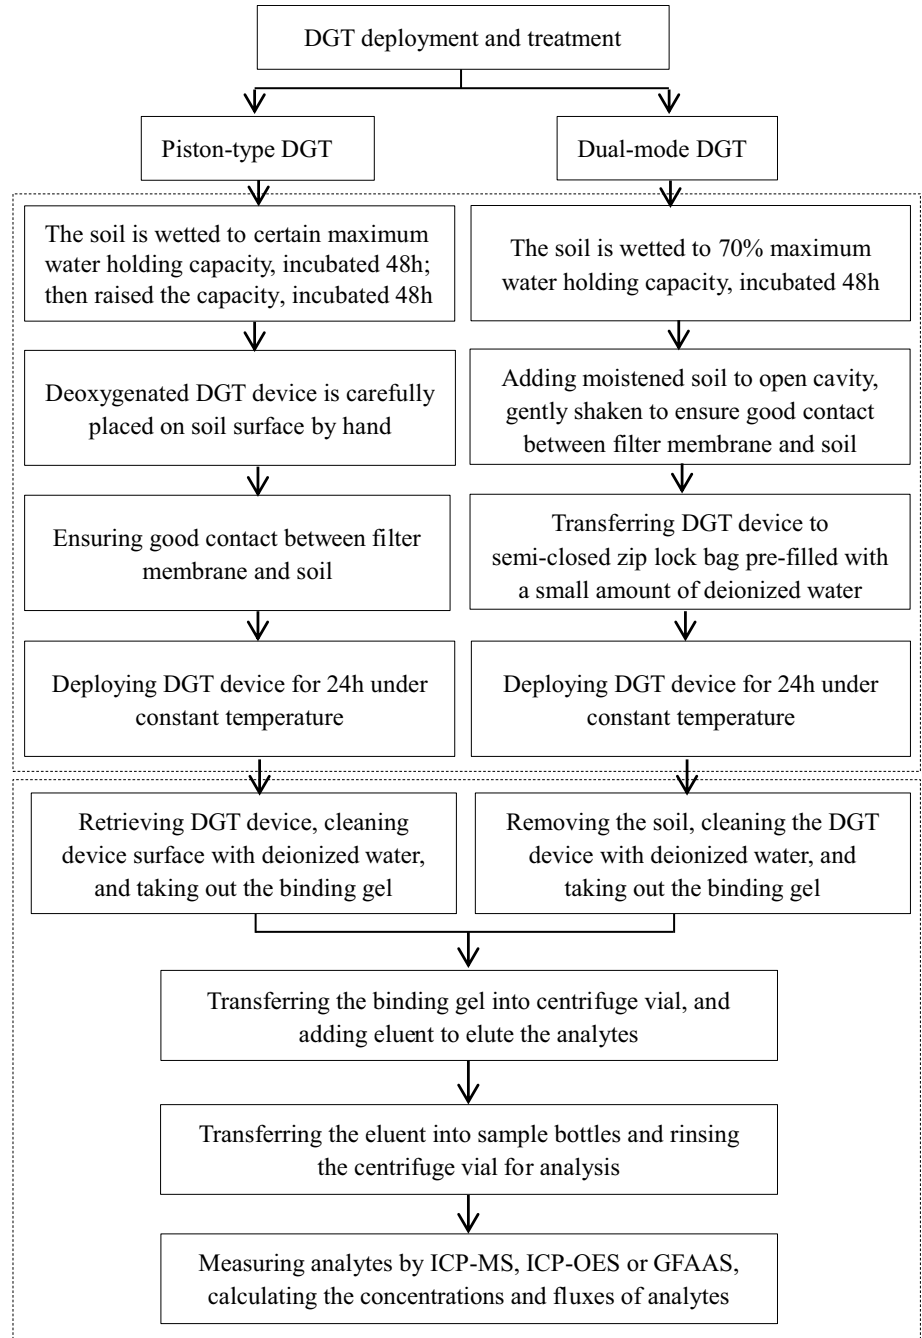 DGT deployment and treatment
Piston-type DGT
Dual-mode DGT
The soil is wetted to certain maximum
water holding capacity, incubated 48h;
then raised the capacity, incubated 48h
The soil is wetted to 70% maximum
water holding capacity, incubated 48h
Deoxygenated DGT device is carefully
placed on soil surface by hand
Adding moistened soil to open cavity,
gently shaken to ensure good contact
between filter membrane and soil
Ensuring good contact between filter
membrane and soil
Transferring DGT device to
semi-closed zip lock bag pre-filled with
a small amount of deionized water
Deploying DGT device for 24h under
constant temperature
Deploying DGT device for 24h under
constant temperature
Retrieving DGT device, cleaning
device surface with deionized water,
and taking out the binding gel
Removing the soil, cleaning the DGT
device with deionized water, and
taking out the binding gel
Transferring the binding gel into centrifuge vial, and
adding eluent to elute the analytes
Transferring the eluent into sample bottles and rinsing
the centrifuge vial for analysis
Measuring analytes by ICP-MS, ICP-OES or GFAAS,
calculating the concentrations and fluxes of analytes